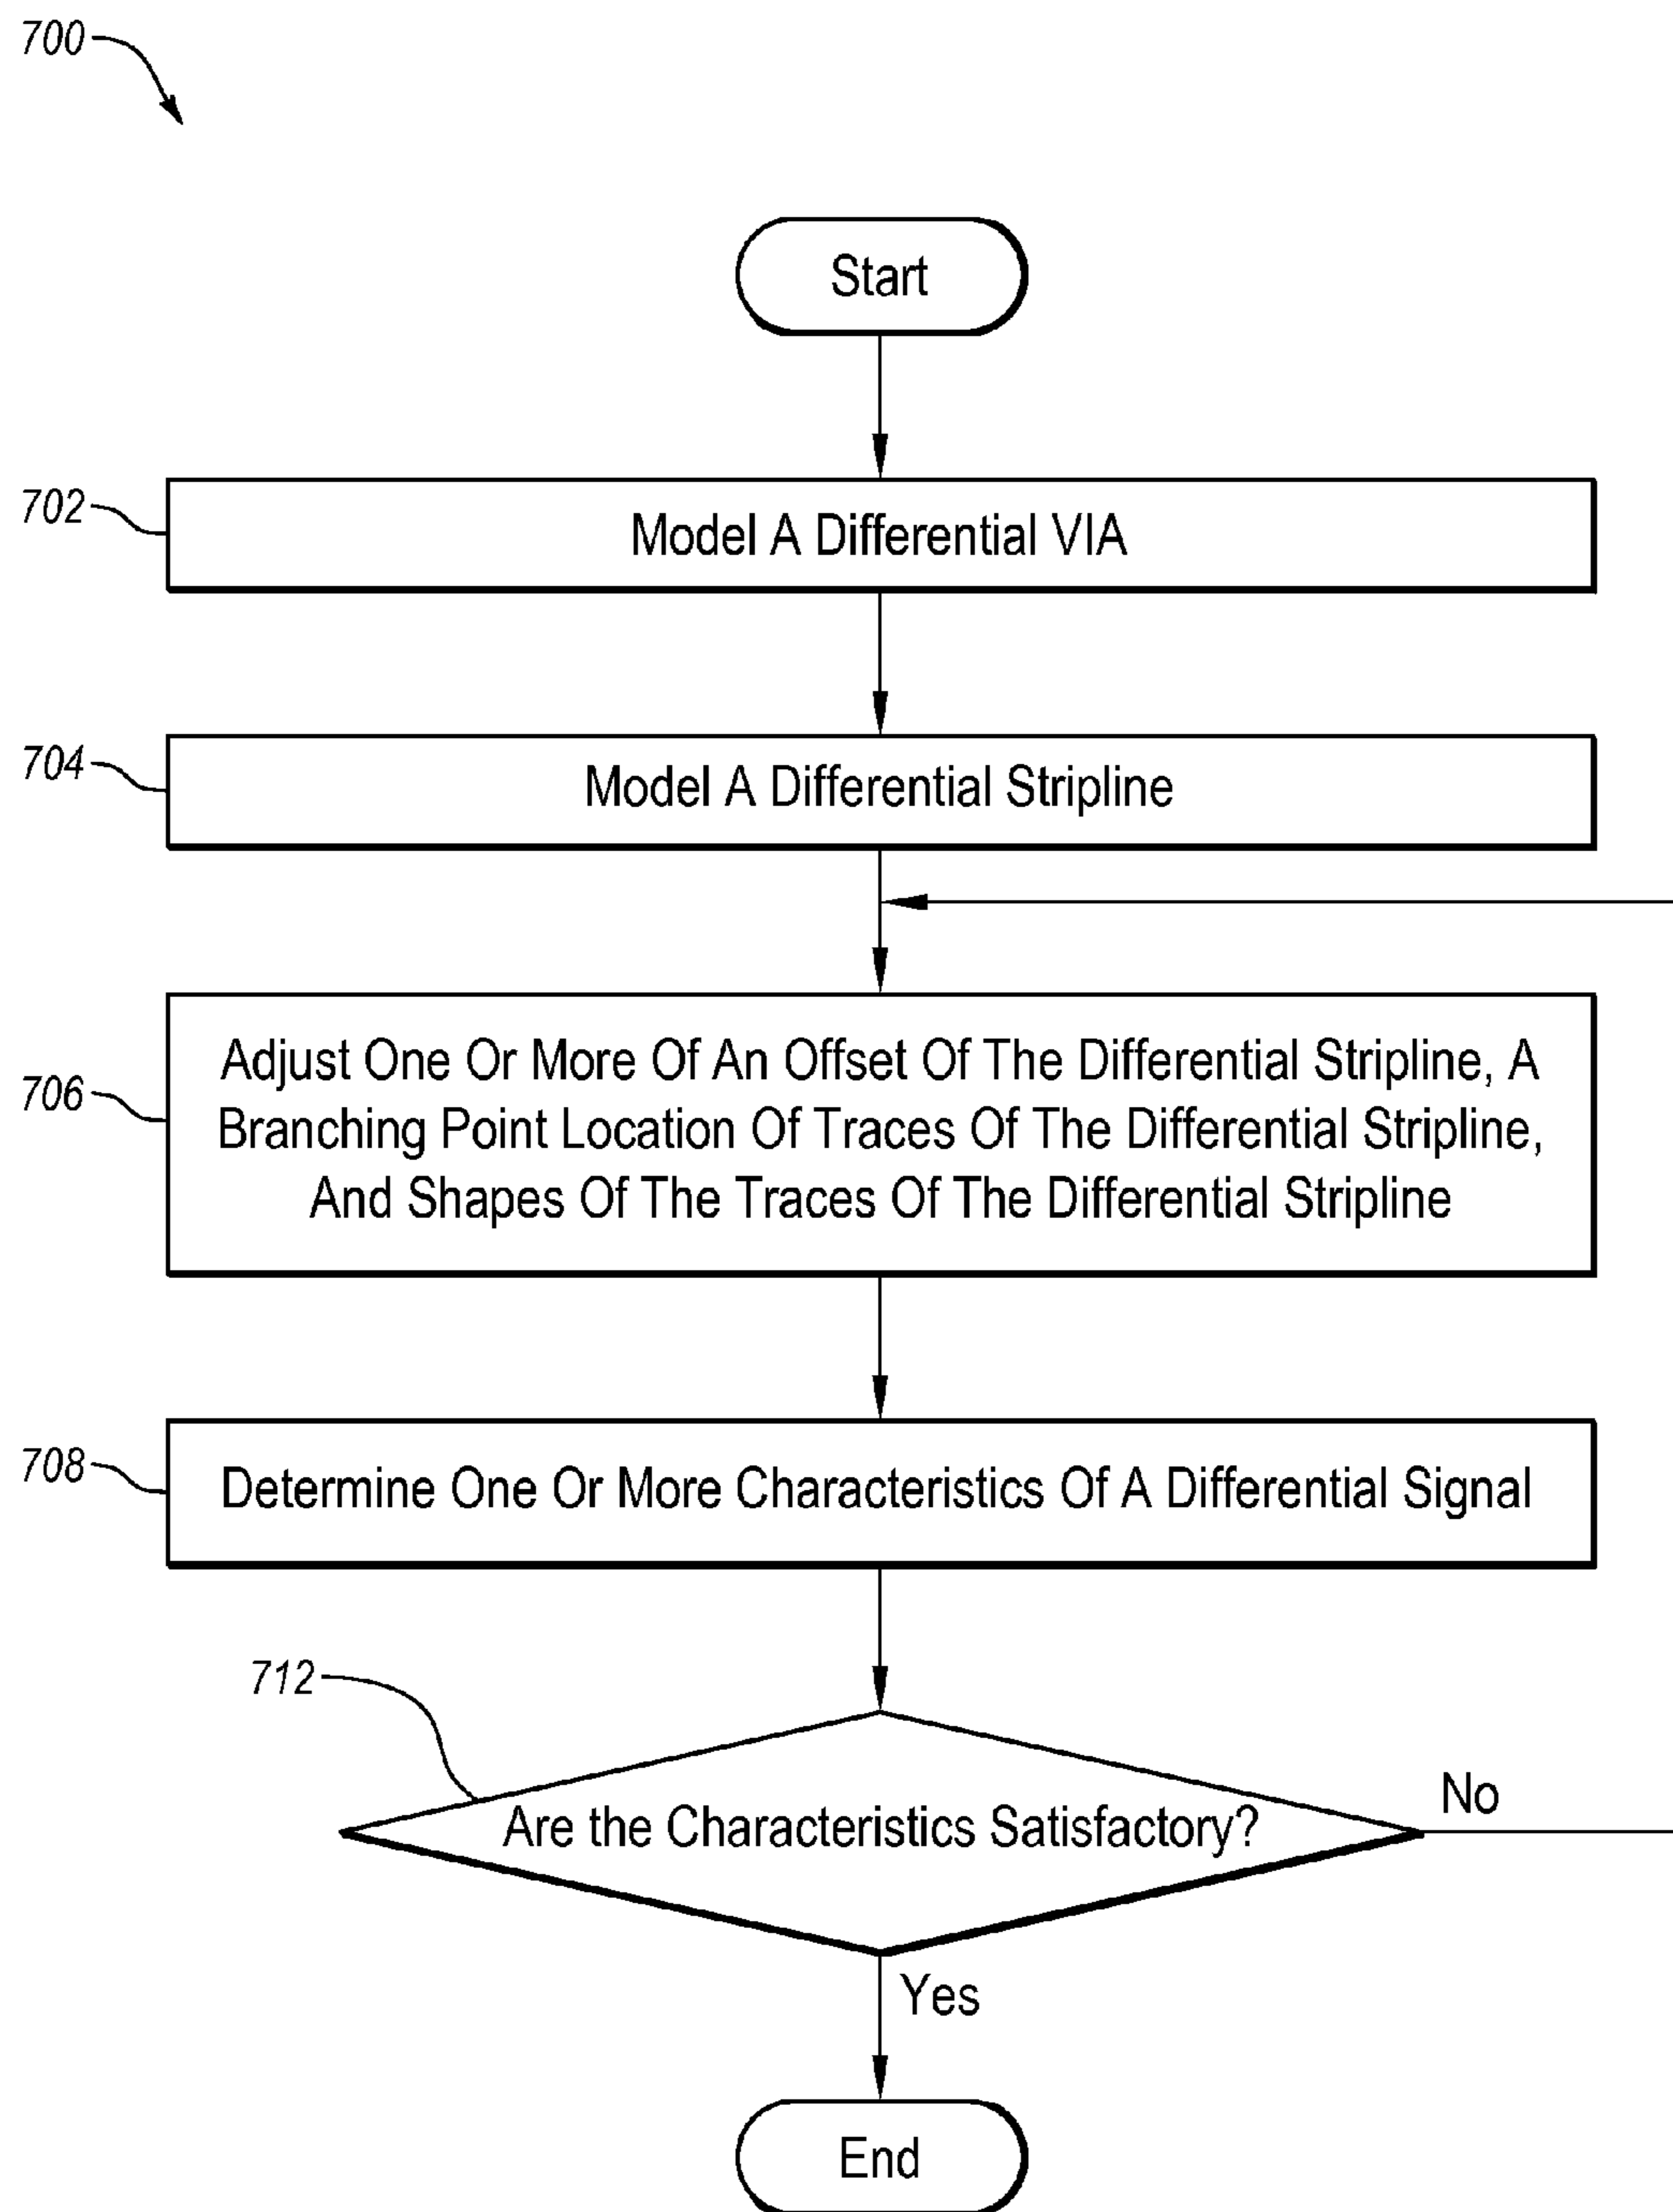 700
Start
702
Model A Differential VIA
704
Model A Differential Stripline
706
Adjust One Or More Of An Offset Of The Differential Stripline, A
Branching Point Location Of Traces Of The Differential Stripline,
And Shapes Of The Traces Of The Differential Stripline
708
Determine One Or More Characteristics Of A Differential Signal
712
Are the Characteristics Satisfactory?
No
Yes
End